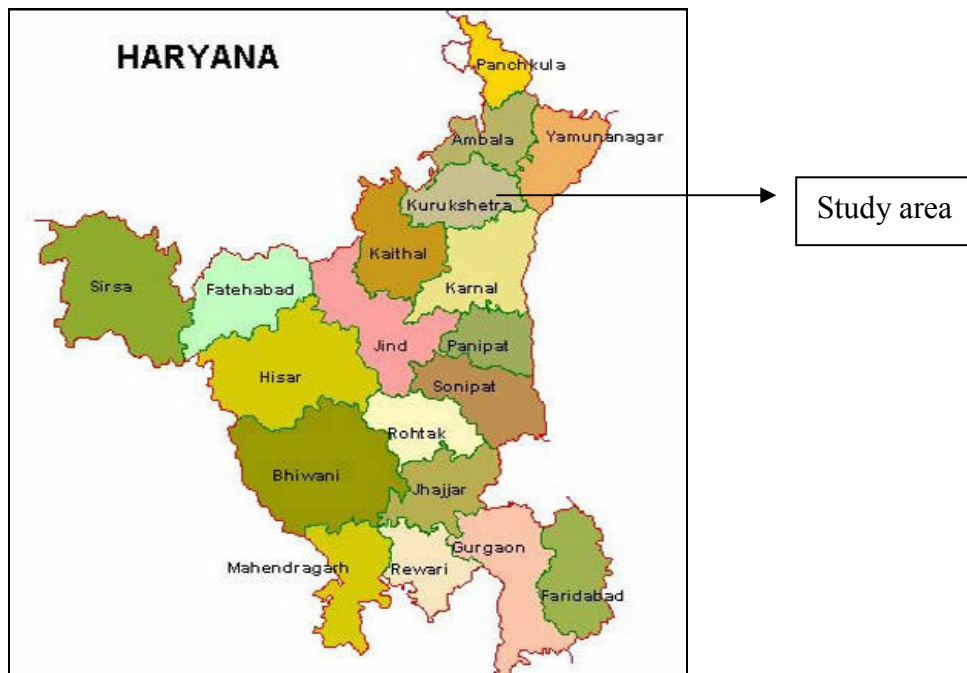 HARYANA
Panchkula
Ambala
Yamunanagar
Kurukshetra
Study area
Kaithal
Sirsa
Fatehabad
Karnal
Jind
Panipat
Hisar
Sonipat
Rohtak
Bhiwani
Jhajjar
Gurgaon
Mahendragarh
Rewari
Faridabad